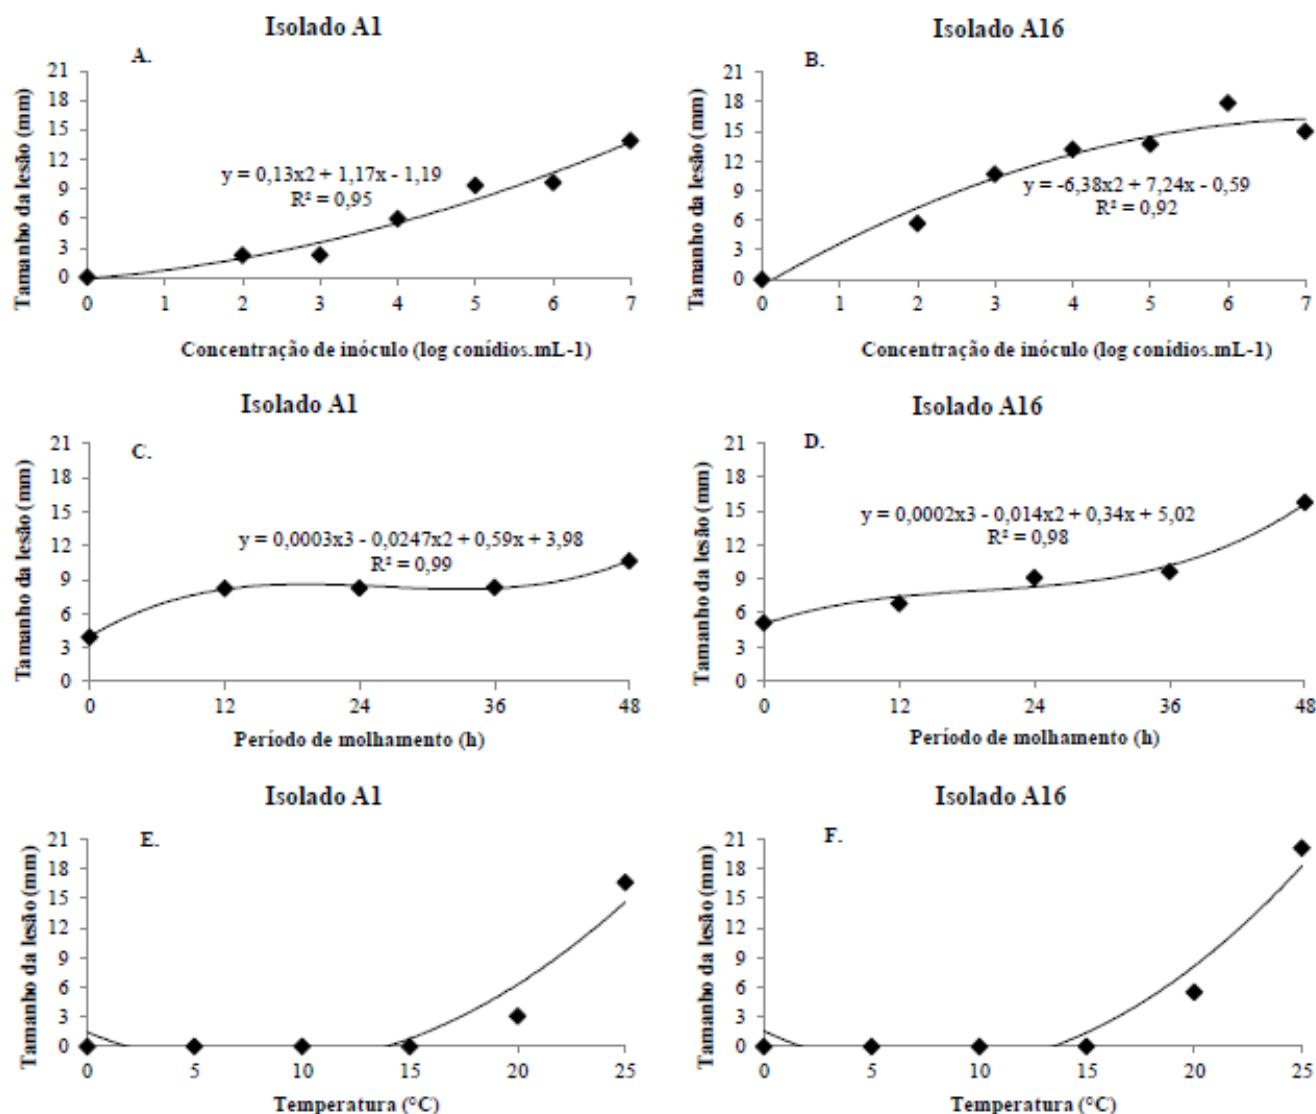 Isolado A1
A.
Tamanho da lesão (mm)
21
18
15
12
9
6
3
0
y = 0,13x2 + 1,17x - 1,19
R² = 0,95
0 1 2 3 4 5 6 7
Concentração de inóculo (log conídios.mL-1)
Isolado A16
B.
Tamanho da lesão (mm)
21
18
15
12
9
6
3
0
y = -6,38x2 + 7,24x - 0,59
R² = 0,92
0 1 2 3 4 5 6 7
Concentração de inóculo (log conídios.mL-1)
Isolado A1
C.
Tamanho da lesão (mm)
21
18
15
12
9
6
3
0
y = 0,0003x3 - 0,0247x2 + 0,59x + 3,98
R² = 0,99
0 12 24 36 48
Período de molhamento (h)
Isolado A16
D.
Tamanho da lesão (mm)
21
18
15
12
9
6
3
0
y = 0,0002x3 - 0,014x2 + 0,34x + 5,02
R² = 0,98
0 12 24 36 48
Período de molhamento (h)
Isolado A1
E.
Tamanho da lesão (mm)
21
18
15
12
9
6
3
0
0 5 10 15 20 25
Temperatura (°C)
Isolado A16
F.
Tamanho da lesão (mm)
21
18
15
12
9
6
3
0
0 5 10 15 20 25
Temperatura (°C)